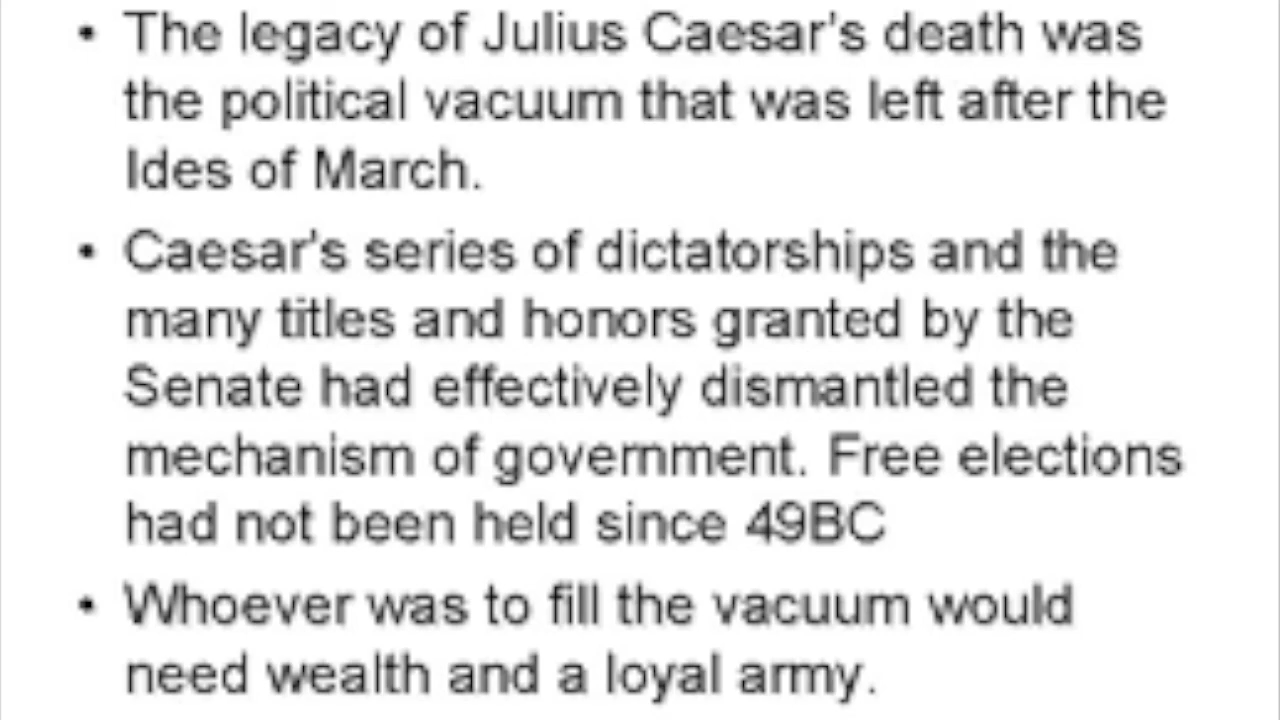 • The legacy of Julius Caesar's death was
the political vacuum that was left after the
Ides of March.
• Caesar's series of dictatorships and the
many titles and honors granted by the
Senate had effectively dismantled the
mechanism of government. Free elections
had not been held since 49BC
• Whoever was to fill the vacuum would
need wealth and a loyal army.